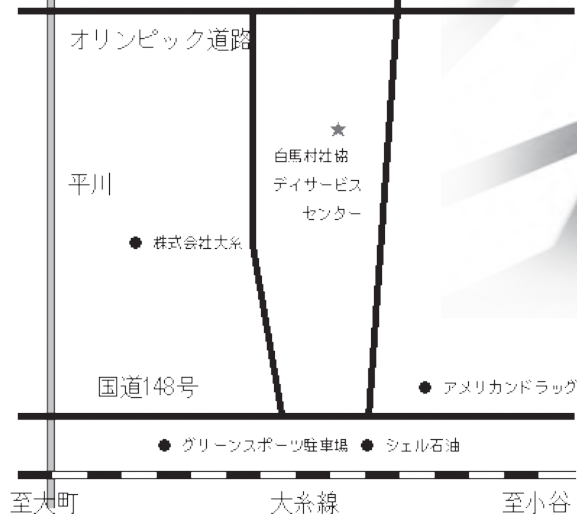 オリンピック道路
白馬村社協
デイサービス
センター
平川
株式会社大糸
国道148号
アメリカンドラッグ
グリーンスポーツ駐車場
シェル石油
至大町
大糸線
至小谷